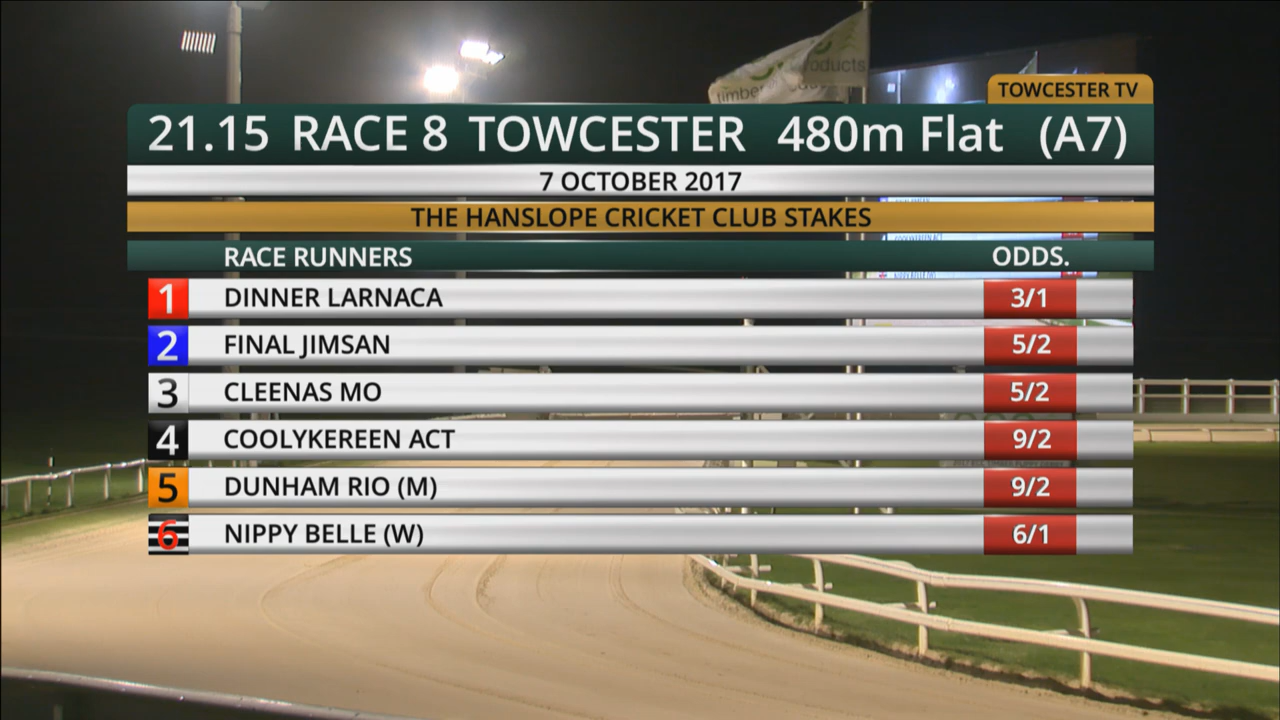 products
timber
TOWCESTER TV
21.15 RACE 8 TOWCESTER 480m Flat (A7)
7 OCTOBER 2017
THE HANSLOPE CRICKET CLUB STAKES
RACE RUNNERS ODDS.
1 DINNER LARNACA 3/1
2 FINAL JIMSAN 5/2
3 CLEENAS MO 5/2
4 COOLYKEREEN ACT 9/2
5 DUNHAM RIO (M) 9/2
6 NIPPY BELLE (W) 6/1